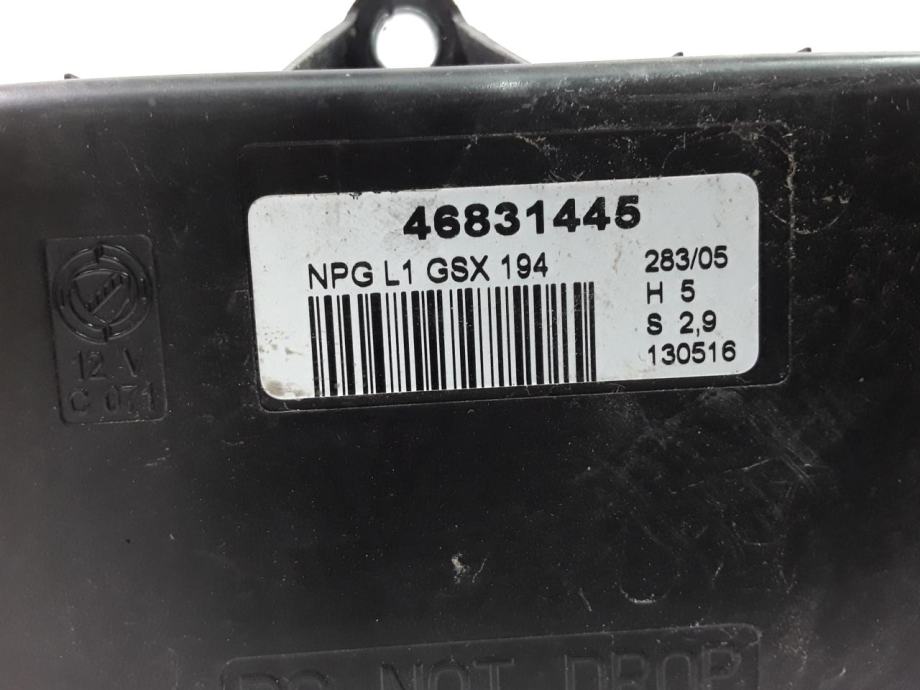 46831445
NPG L1 GSX 194
283/05
H 5
S 2,9
130516
12 V
C 071
DO NOT DROP